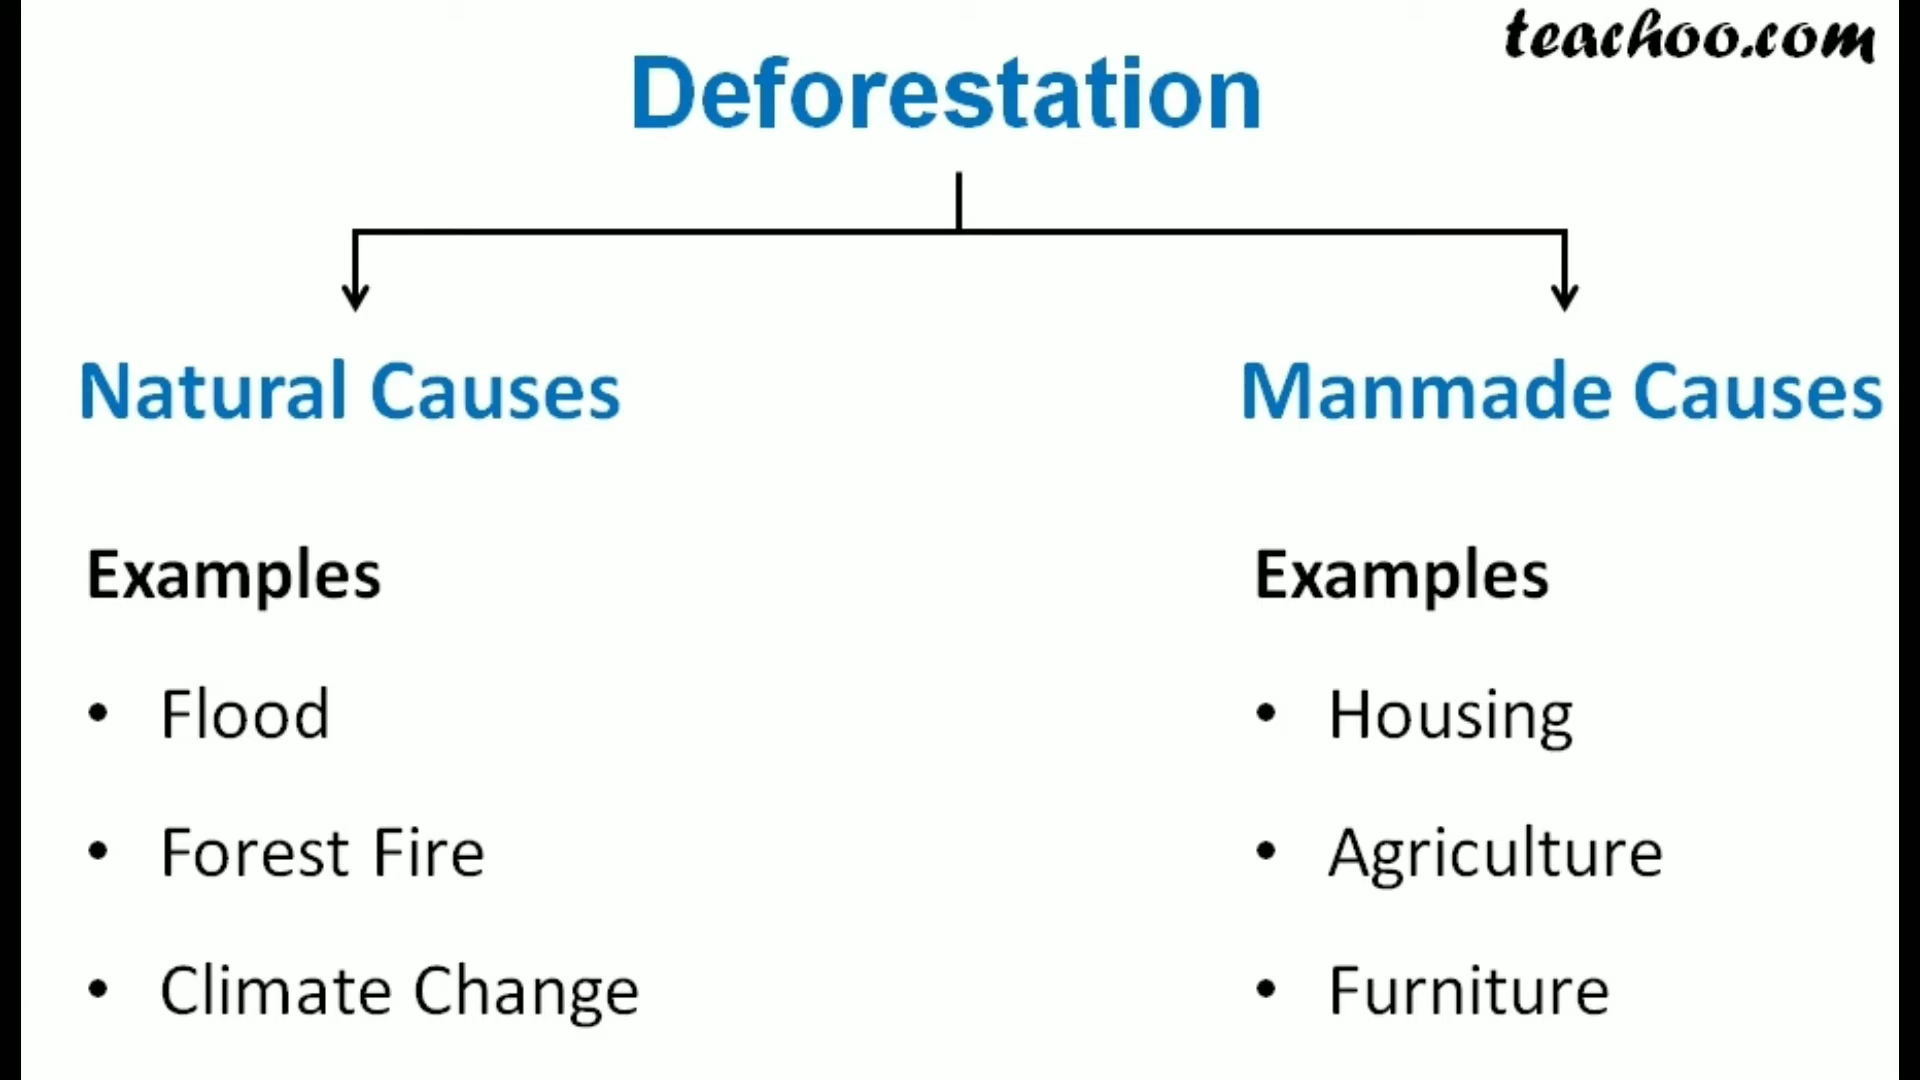 teachoo.com
Deforestation
Natural Causes
Examples
• Flood
• Forest Fire
• Climate Change
Manmade Causes
Examples
• Housing
• Agriculture
• Furniture